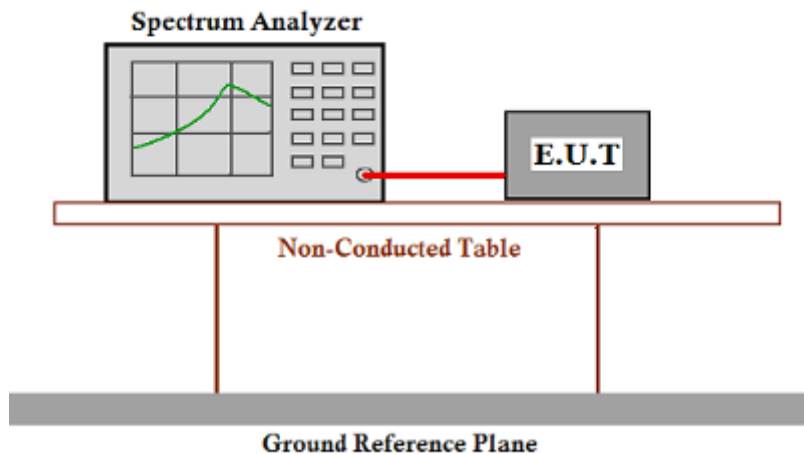 Spectrum Analyzer
E.U.T
Non-Conducted Table
Ground Reference Plane